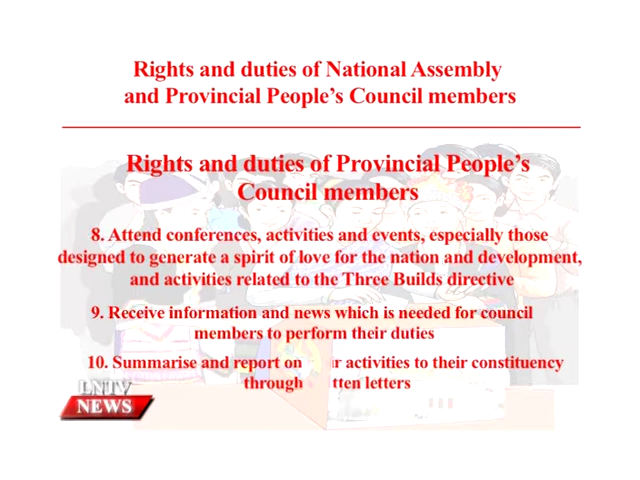 Rights and duties of National Assembly
and Provincial People's Council members
Rights and duties of Provincial People's
Council members
8. Attend conferences, activities and events, especially those
designed to generate a spirit of love for the nation and development,
and activities related to the Three Builds directive
9. Receive information and news which is needed for council
members to perform their duties
10. Summarise and report on activities to their constituency
through letters
LNTV
NEWS